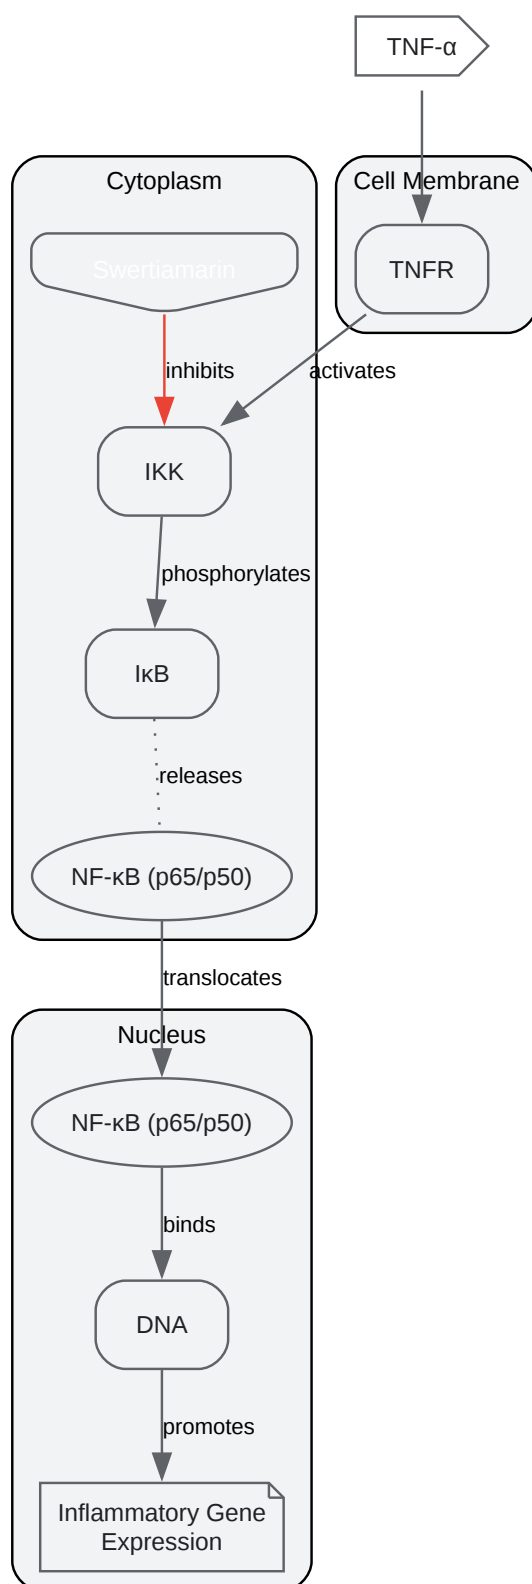 TNF-α
Cytoplasm
Cell Membrane
Swertiamarin
TNFR
inhibits
activates
IKK
phosphorylates
IκB
releases
NF-κB (p65/p50)
translocates
Nucleus
NF-κB (p65/p50)
binds
DNA
promotes
Inflammatory Gene
Expression